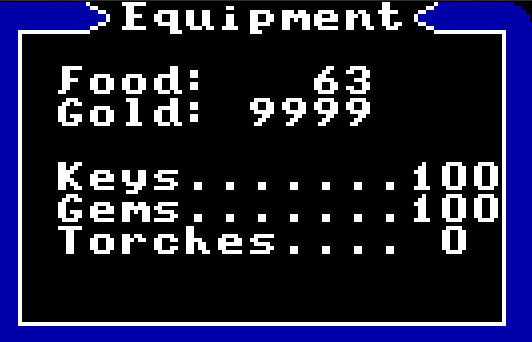 Equipment
Food: 63
Gold: 9999
Keys.......100
Gems.......100
Torches.... 0